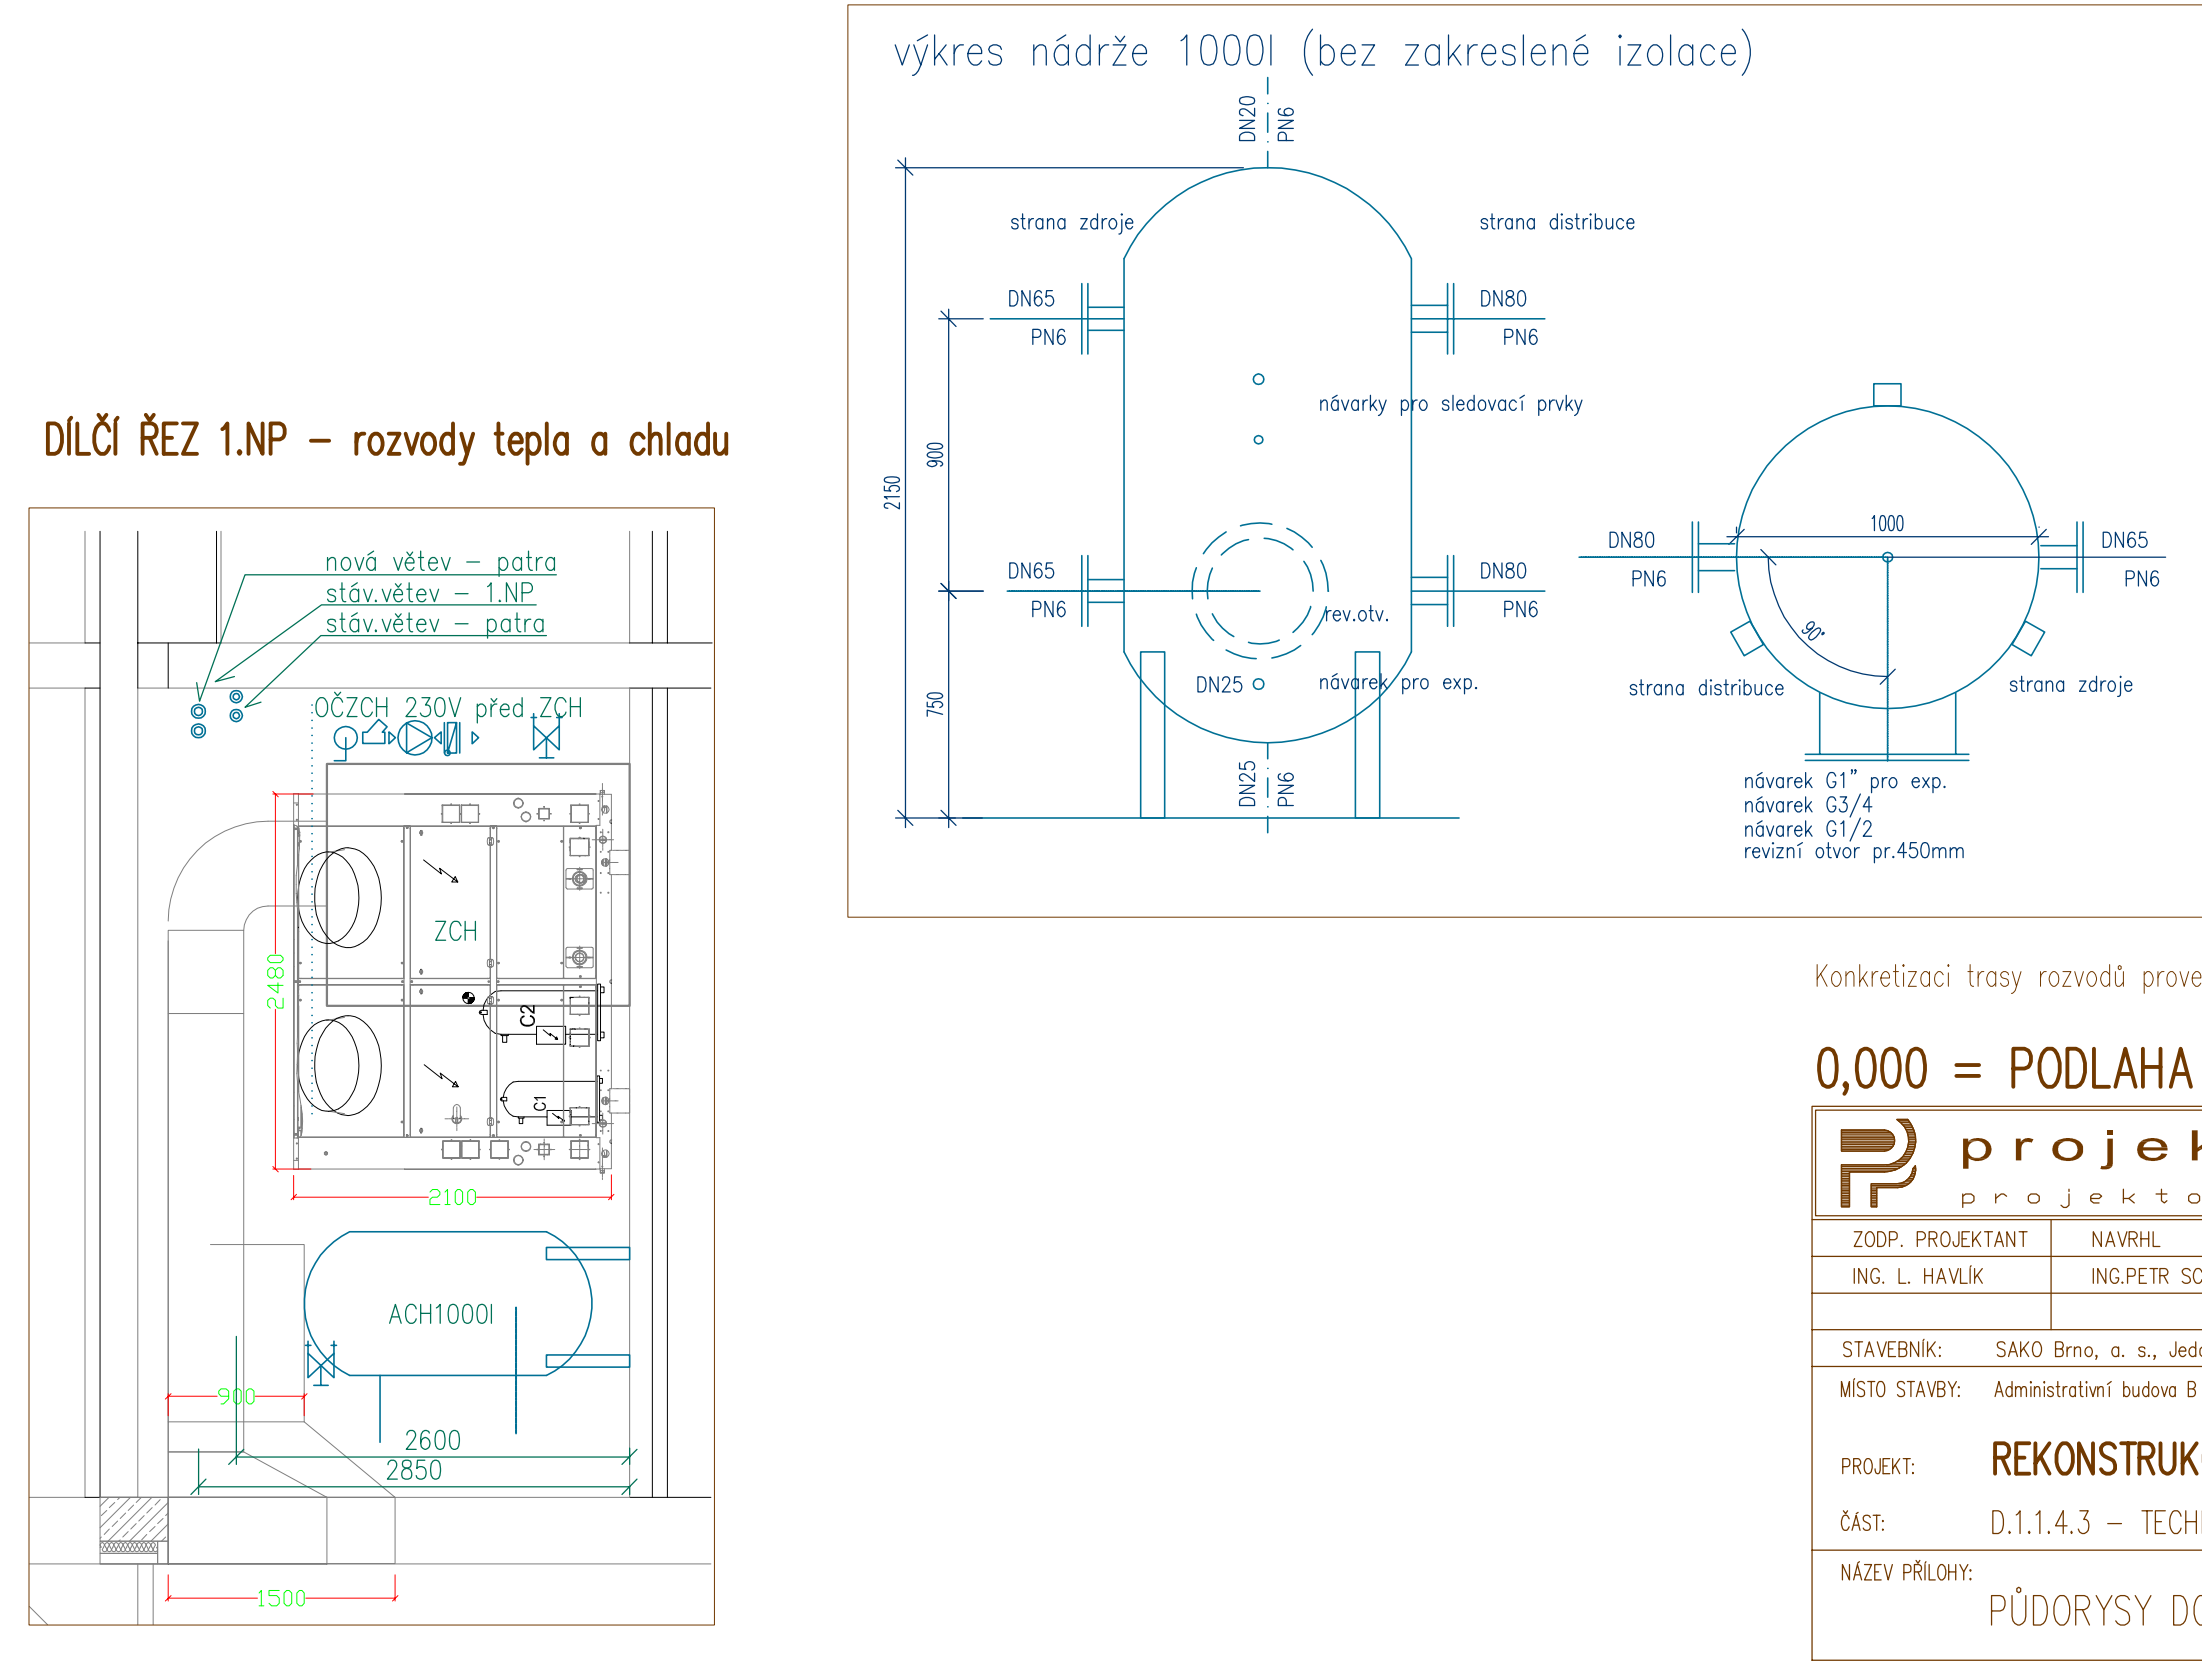 výkres nádrže 1000l (bez zakreslené izolace)
DN20
PN6
strana zdroje
strana distribuce
DN65
PN6
DN80
PN6
návarky pro sledovací prvky
900
2150
DN65
PN6
DN80
PN6
rev.otv.
DN25
návarek pro exp.
750
DN25
PN6
1000
DN80
PN6
DN65
PN6
90°
strana distribuce
strana zdroje
návarek G1” pro exp.
návarek G3/4
návarek G1/2
revizní otvor pr.450mm
DÍLČÍ ŘEZ 1.NP – rozvody tepla a chladu
nová větev – patra
stáv.větev – 1.NP
stáv.větev – patra
OČZCH 230V před ZCH
ZCH
2480
C2
C1
2100
ACH1000l
900
2600
2850
1500
Konkretizaci trasy rozvodů prove
0,000 = PODLAHA
projek
projekto
ZODP. PROJEKTANT
NAVRHL
ING. L. HAVLÍK
ING.PETR SO
STAVEBNÍK:
SAKO Brno, a. s., Jedo
MÍSTO STAVBY:
Administrativní budova B
PROJEKT:
REKONSTRUK
ČÁST:
D.1.1.4.3 – TECH
NÁZEV PŘÍLOHY:
PŮDORYSY DO